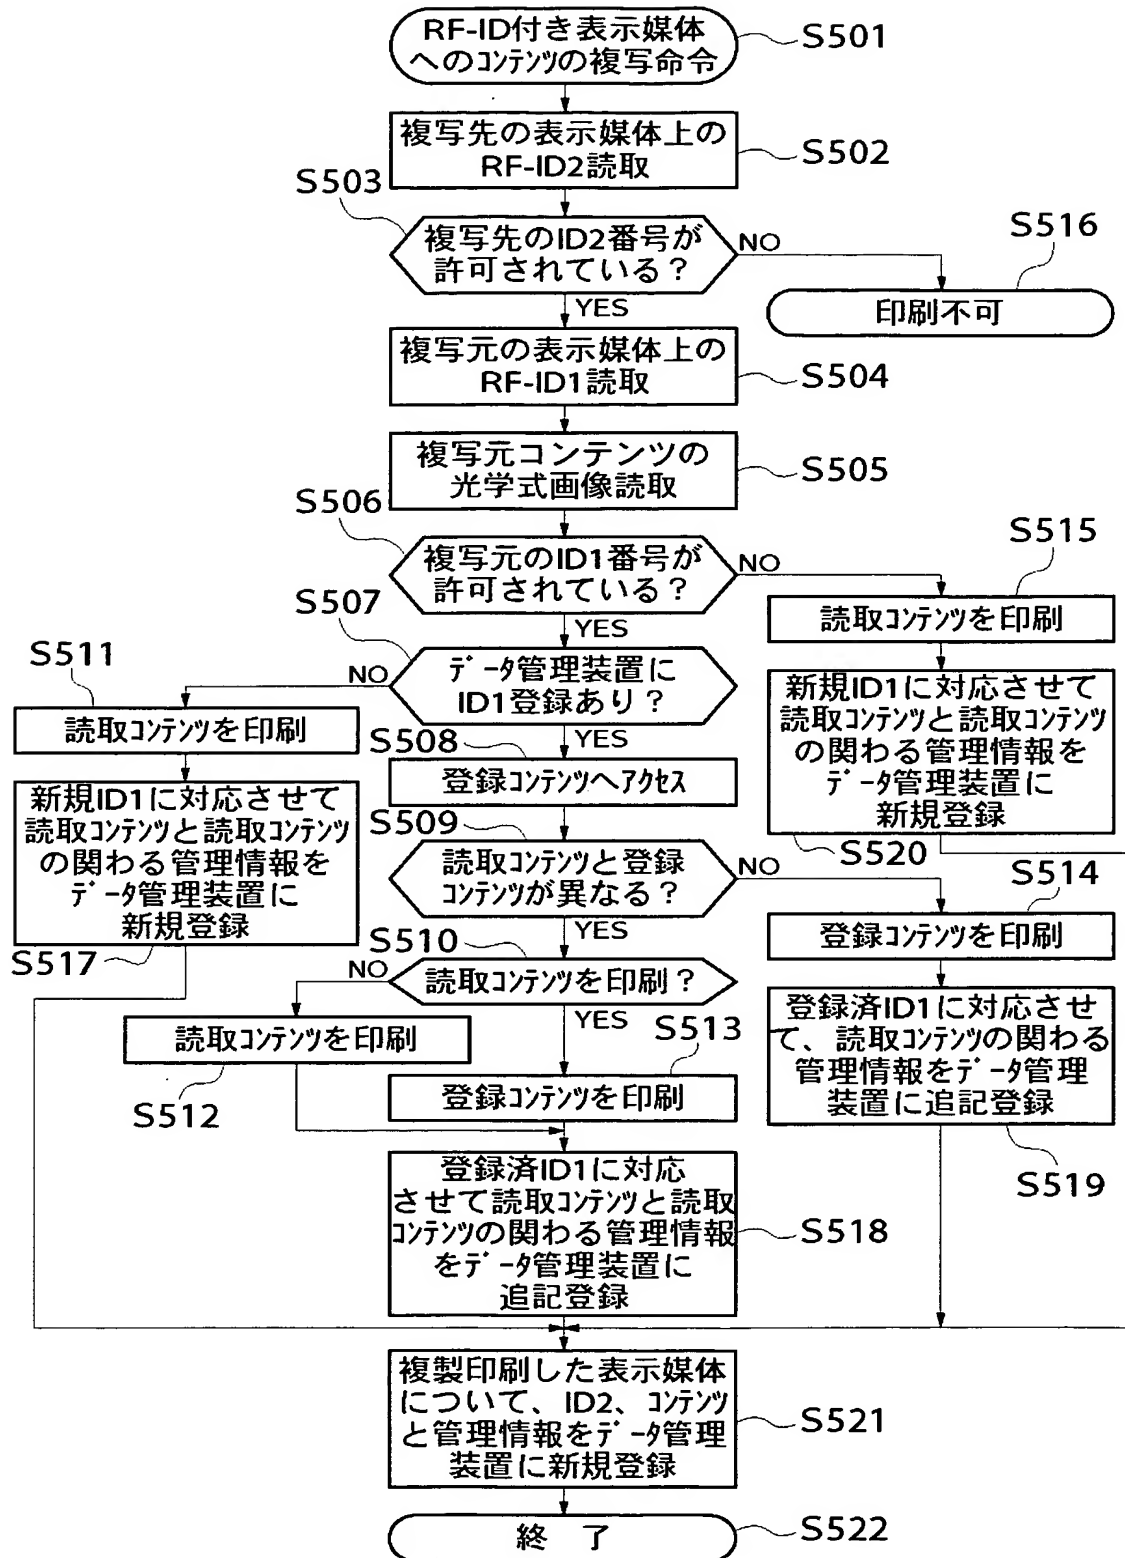 RF-ID付き表示媒体
へのｺﾝﾃﾝﾂの複写命令
S501
複写先の表示媒体上の
RF-ID2読取
S502
S503
複写先のID2番号が
許可されている？
NO
YES
S516
印刷不可
複写元の表示媒体上の
RF-ID1読取
S504
複写元コンテンツの
光学式画像読取
S505
S506
複写元のID1番号が
許可されている？
NO
YES
S515
読取ｺﾝﾃﾝﾂを印刷
新規ID1に対応させて
読取ｺﾝﾃﾝﾂと読取ｺﾝﾃﾝﾂ
の関わる管理情報を
ﾃﾞｰﾀ管理装置に
新規登録
S520
S507
ﾃﾞｰﾀ管理装置に
ID1登録あり？
NO
YES
S511
読取ｺﾝﾃﾝﾂを印刷
新規ID1に対応させて
読取ｺﾝﾃﾝﾂと読取ｺﾝﾃﾝﾂ
の関わる管理情報を
ﾃﾞｰﾀ管理装置に
新規登録
S517
S508
登録ｺﾝﾃﾝﾂへｱｸｾｽ
S509
読取ｺﾝﾃﾝﾂと登録
ｺﾝﾃﾝﾂが異なる？
NO
YES
S514
登録ｺﾝﾃﾝﾂを印刷
登録済ID1に対応させ
て、読取ｺﾝﾃﾝﾂの関わる
管理情報をﾃﾞｰﾀ管理
装置に追記登録
S519
S510
読取ｺﾝﾃﾝﾂを印刷？
NO
YES
読取ｺﾝﾃﾝﾂを印刷
S512
S513
登録ｺﾝﾃﾝﾂを印刷
登録済ID1に対応
させて読取ｺﾝﾃﾝﾂと読取
ｺﾝﾃﾝﾂの関わる管理情報
をﾃﾞｰﾀ管理装置に
追記登録
S518
複製印刷した表示媒体
について、ID2、ｺﾝﾃﾝﾂ
と管理情報をﾃﾞｰﾀ管理
装置に新規登録
S521
終 了
S522